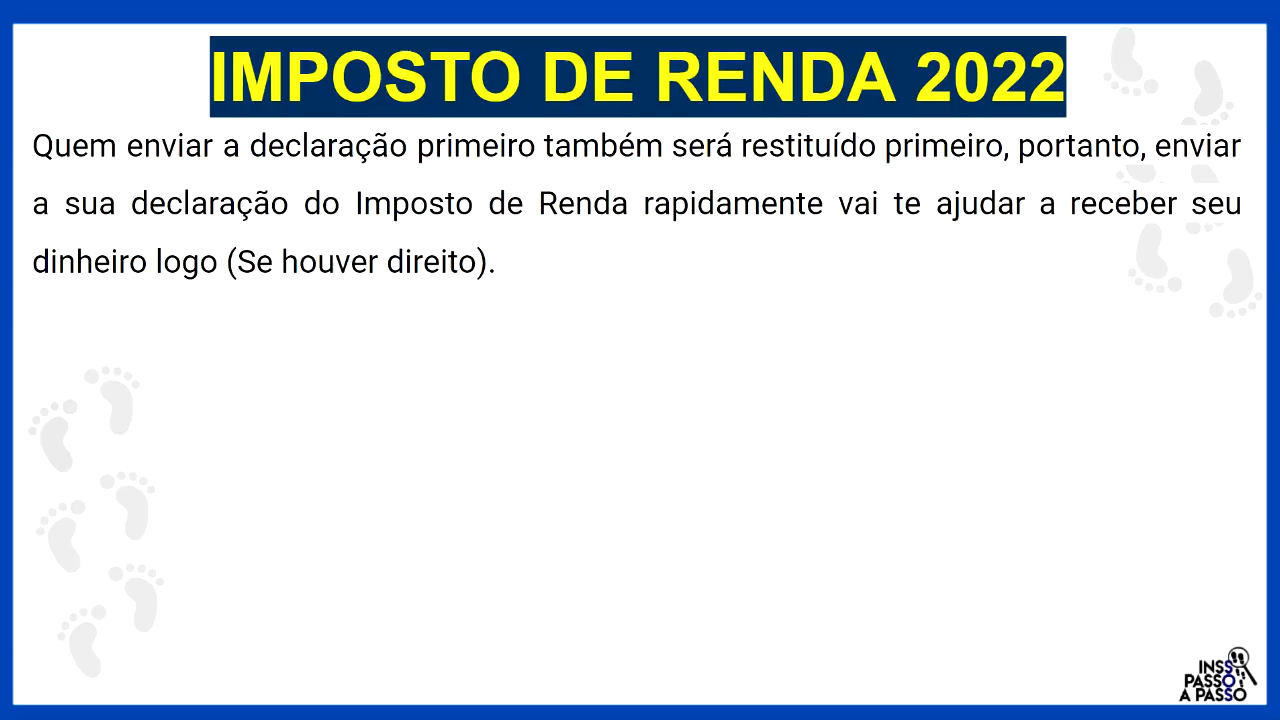 IMPOSTO DE RENDA 2022
Quem enviar a declaração primeiro também será restituído primeiro, portanto, enviar
a sua declaração do Imposto de Renda rapidamente vai te ajudar a receber seu
dinheiro logo (Se houver direito).
INSS
PASSO
A PASSO